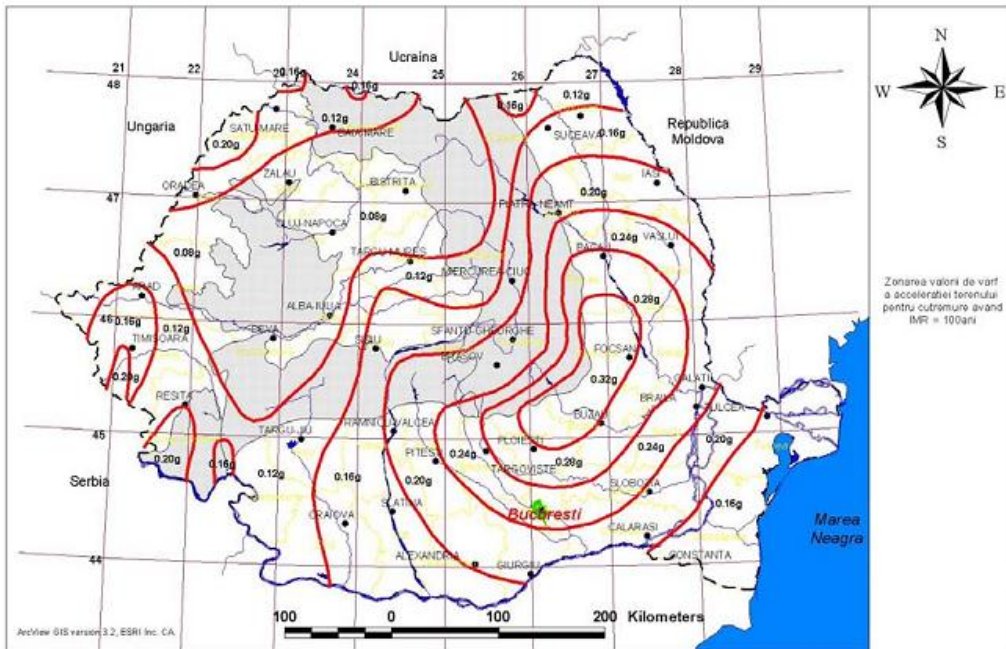 Ucraina
N
W E
S
21 22 23 24 25 26 27 28 29
48
0.16g
0.16g
0.16g
0.12g
Ungaria
0.12g
SATU-MARE
BAIA MARE
SUCEAVA
0.16g
Republica
Moldova
0.20g
ORADEA
ZALAU
BISTRITA
IASI
47
0.20g
PIATRA-NEAMT
CLUJ-NAPOCA
0.08g
0.24g
VASLUI
0.08g
TARGU-MURES
BACAU
MERCUREA-CIUC
0.12g
Zonarea valorii de varf
a acceleratiei terenului
pentru cutremure avand
IMR = 100ani
ARAD
ALBA-IULIA
0.28g
46
0.16g
0.12g
TIMISOARA
DEVA
SIBIU
SFANTU-GHEORGHE
BRASOV
FOCSANI
0.20g
0.32g
GALATI
RESITA
BRAILA
TULCEA
RAMNICU-VALCEA
BUZAU
45
TARGU-JIU
PLOIESTI
0.20g
0.24g
0.24g
PITESTI
0.20g
0.16g
0.12g
TARGOVISTE
0.28g
Serbia
0.16g
0.20g
SLOBOZIA
0.16g
SLATINA
Bucuresti
CRAIOVA
CALARASI
Marea
Neagra
44
ALEXANDRIA
GIURGIU
CONSTANTA
100 0 100 200 Kilometers
ArcView GIS version 3.2, ESRI Inc. CA.